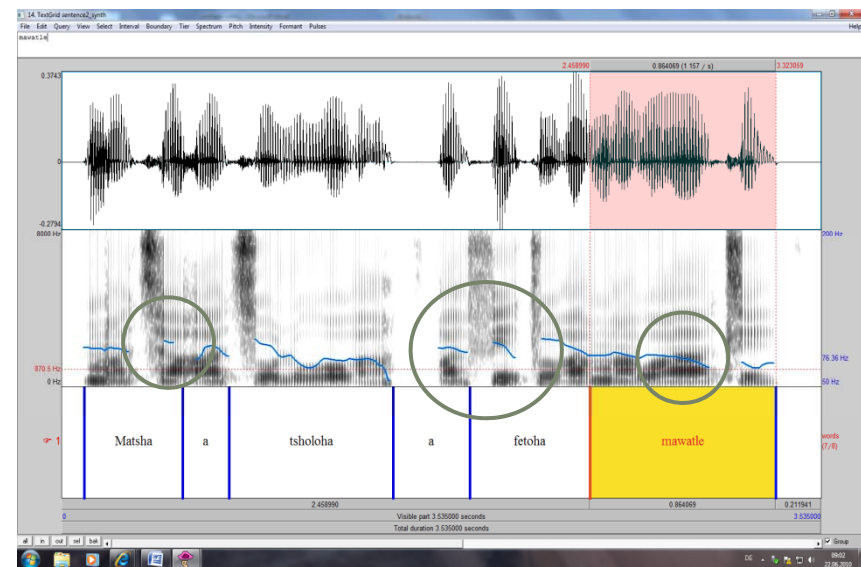 14. TextGrid sentence2_synth
File Edit Query View Select Interval Boundary Tier Spectrum Pitch Intensity Formant Pulses Help
mawatle
2.458990 0.864069 (1.157 / s) 3.323059
0.3743
0
-0.2794
8000 Hz 200 Hz
870.5 Hz 76.36 Hz
0 Hz 50 Hz
1 Matsha a tsholoha a fetoha mawatle words (7/8)
2.458990 0.864069 0.211941
0 Visible part 3.535000 seconds 3.535000
Total duration 3.535000 seconds
all in out sel bak Group
DE 09:02
22.06.2010